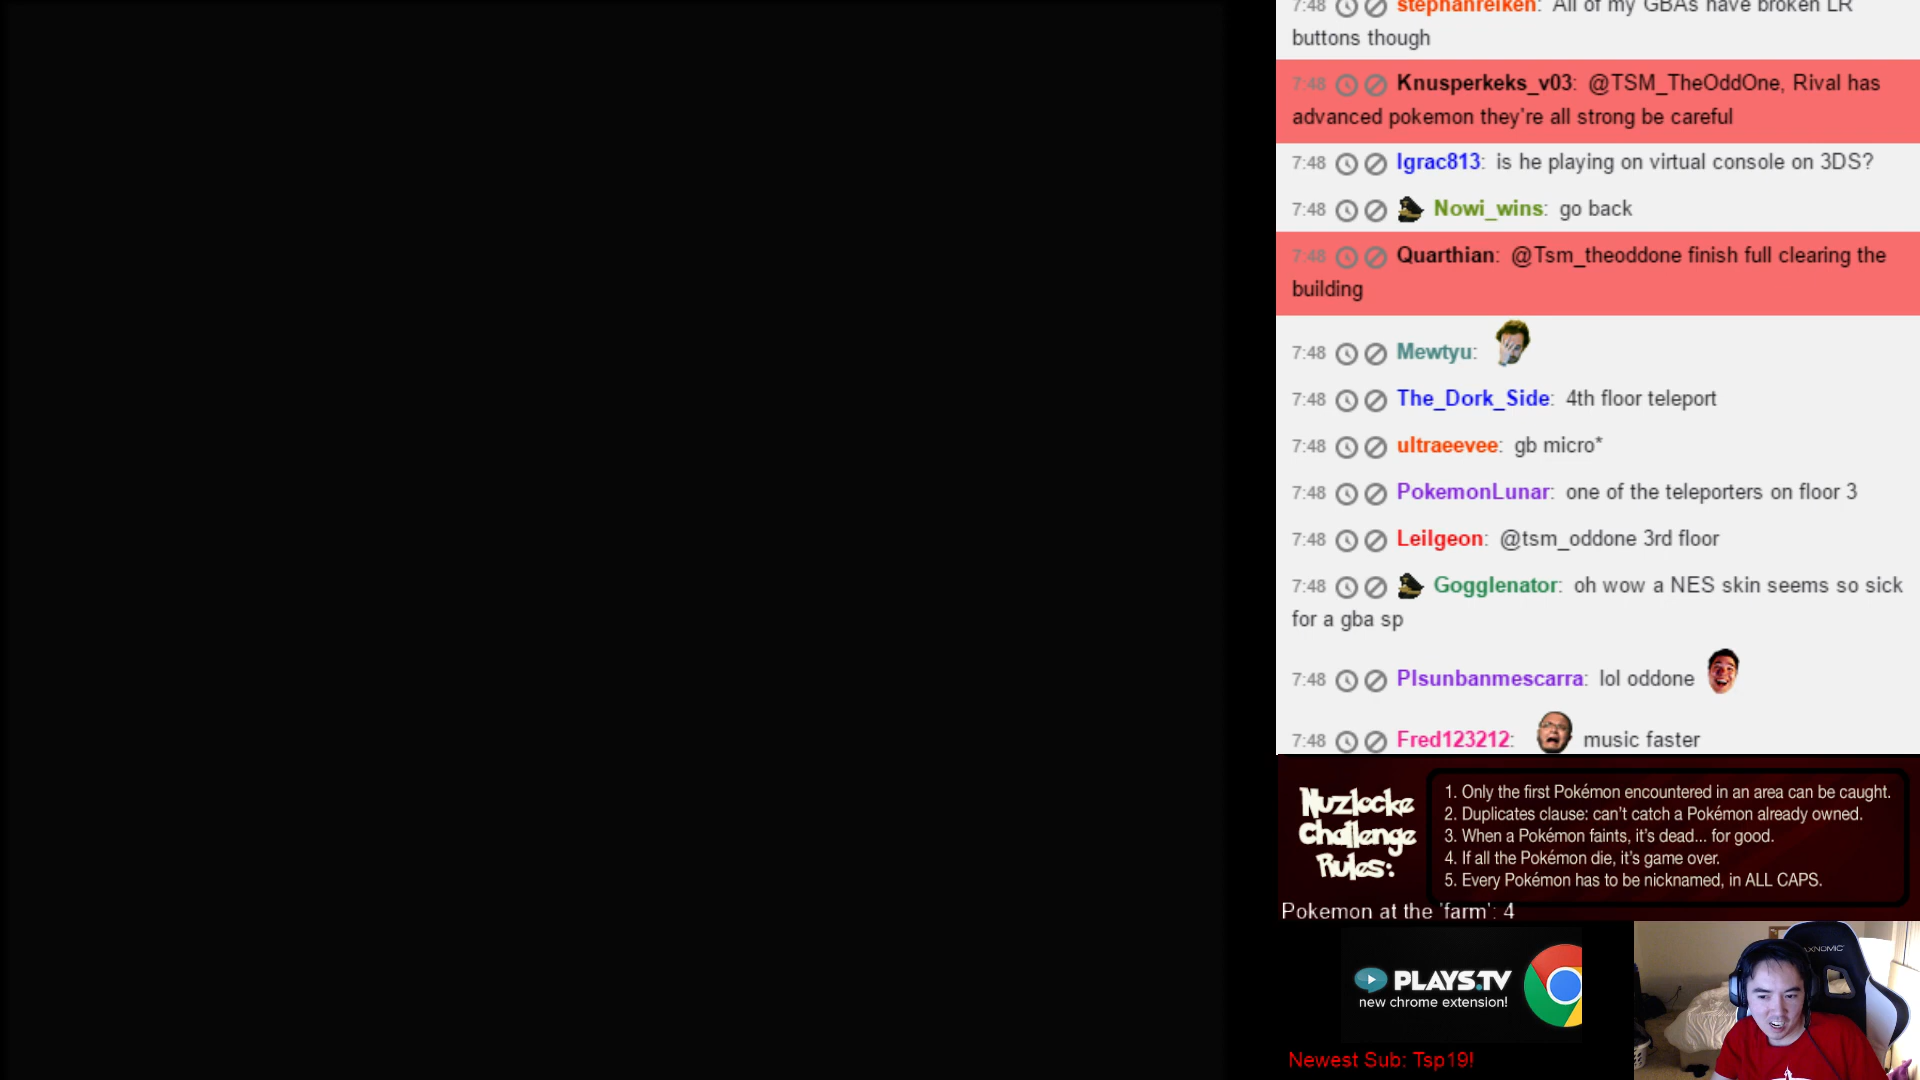 7:48 stephanreiken: All of my GBAs have broken LR
buttons though
7:48 Knusperkeks_v03: @TSM_TheOddOne, Rival has
advanced pokemon they're all strong be careful
7:48 Igrac813: is he playing on virtual console on 3DS?
7:48 Nowi_wins: go back
7:48 Quarthian: @Tsm_theoddone finish full clearing the
building
7:48 Mewtyu:
7:48 The_Dork_Side: 4th floor teleport
7:48 ultraeevee: gb micro*
7:48 PokemonLunar: one of the teleporters on floor 3
7:48 Leilgeon: @tsm_oddone 3rd floor
7:48 Gogglenator: oh wow a NES skin seems so sick
for a gba sp
7:48 Plsunbanmescarra: lol oddone
7:48 Fred123212: music faster
Nuzlocke
Challenge
Rules:
1. Only the first Pokémon encountered in an area can be caught.
2. Duplicates clause: can't catch a Pokémon already owned.
3. When a Pokémon faints, it's dead... for good.
4. If all the Pokémon die, it's game over.
5. Every Pokémon has to be nicknamed, in ALL CAPS.
Pokemon at the 'farm': 4
PLAYS.TV
new chrome extension!
Newest Sub: Tsp19!